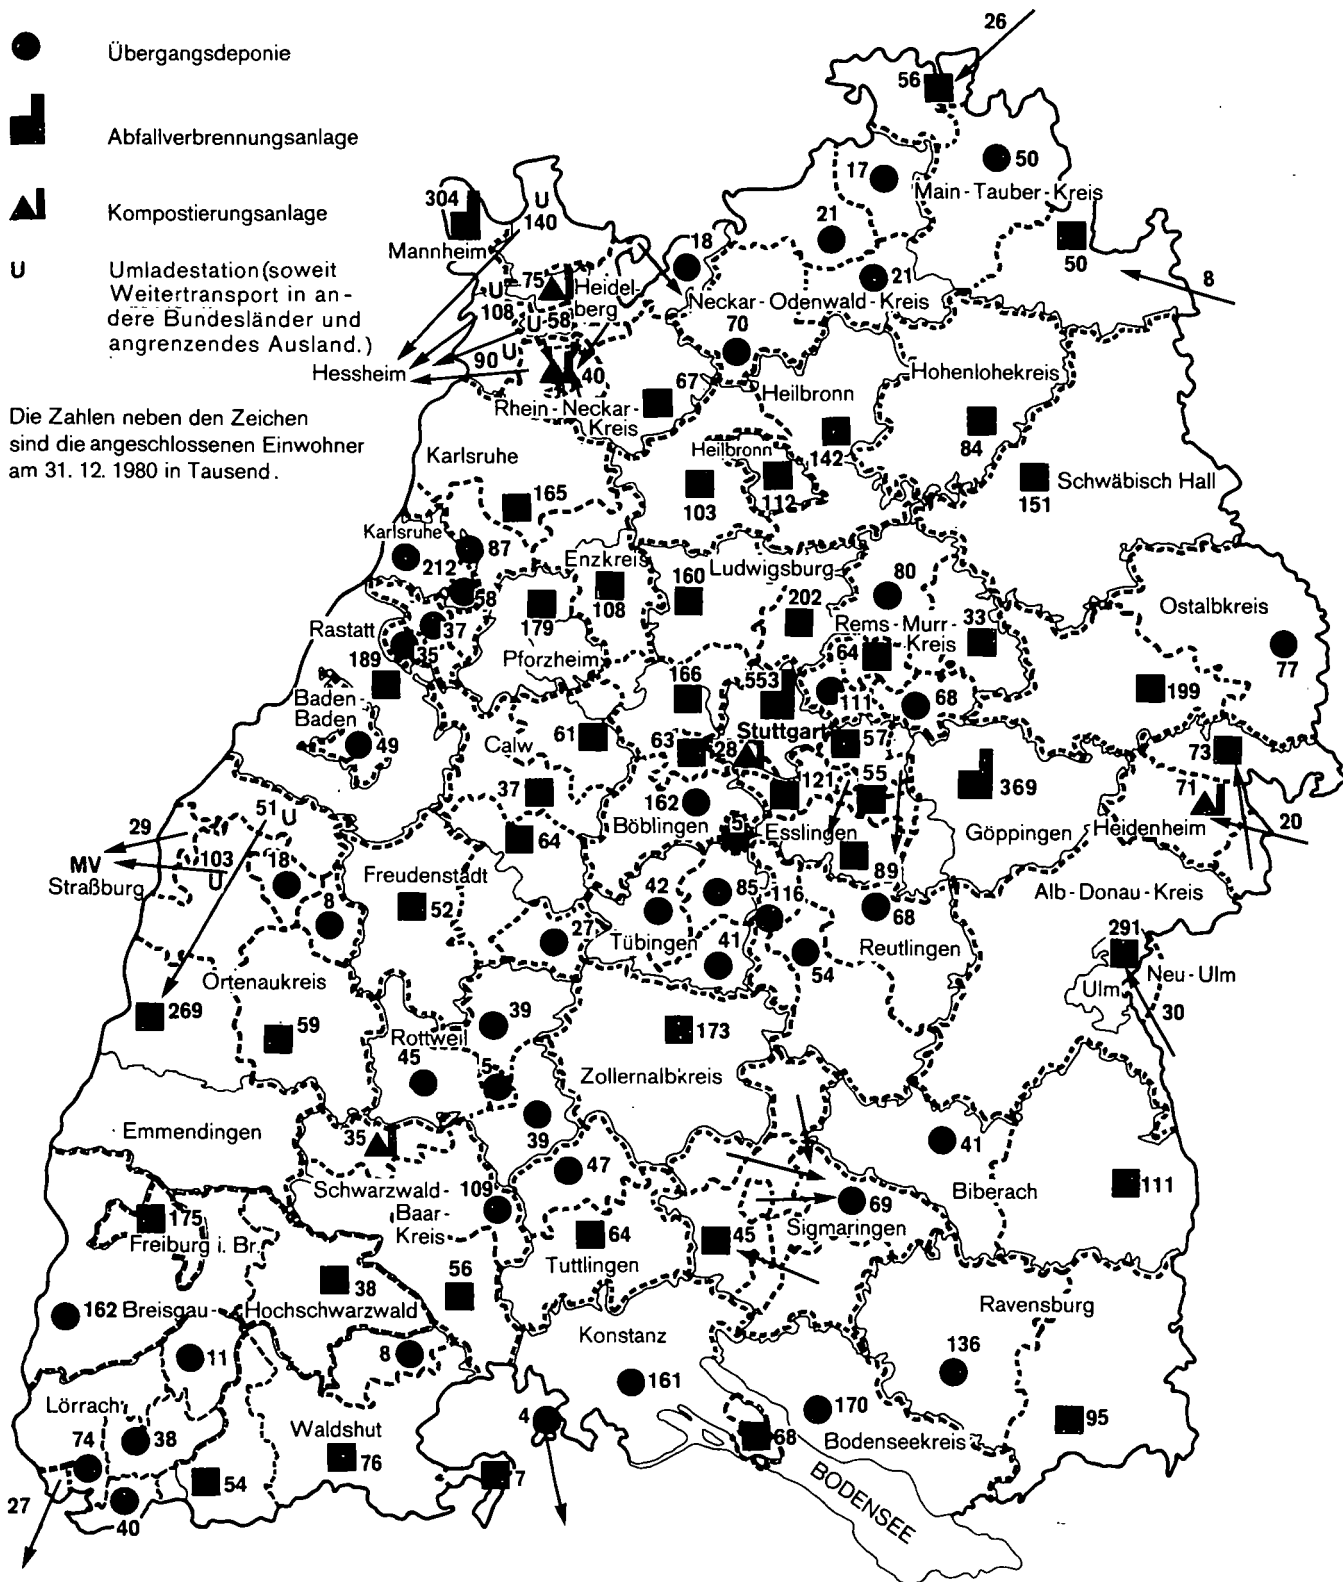 Übergangsdeponie
Abfallverbrennungsanlage
Kompostierungsanlage
U
Umladestation (soweit
Weitertransport in an-
dere Bundesländer und
angrenzendes Ausland.)
Die Zahlen neben den Zeichen
sind die angeschlossenen Einwohner
am 31. 12. 1980 in Tausend.
26
56
50
17
Main-Tauber-Kreis
21
50
8
304
U
140
Mannheim
18
21
75
Heidel-
berg
U
108
U
58
Neckar-Odenwald-Kreis
70
90
U
Hessheim
40
67
Rhein-Neckar-
Kreis
Heilbronn
Hohenlohekreis
142
84
Karlsruhe
Heilbronn
103
112
151
Schwäbisch Hall
165
Karlsruhe
87
212
58
Enzkreis
108
160
Ludwigsburg
202
80
Ostalbkreis
77
Rastatt
37
35
179
Pforzheim
Rems-Murr-
Kreis
33
64
189
166
553
111
68
199
Baden-
Baden
49
Calw
61
63
28
Stuttgart
57
73
37
162
121
55
369
71
20
Böblingen
5
Esslingen
Göppingen
Heidenheim
64
89
51
U
29
103
U
18
MV
Straßburg
8
Freudenstadt
52
42
85
116
68
Alb-Donau-Kreis
27
Tübingen
41
54
Reutlingen
291
Neu-Ulm
Ulm
30
Ortenaukreis
269
59
39
Rottweil
45
5
173
Zollernalbkreis
39
Emmendingen
35
47
41
Biberach
111
Schwarzwald-
Baar-
Kreis
109
69
Sigmaringen
175
Freiburg i. Br.
64
Tuttlingen
45
38
56
162
Breisgau-
Hochschwarzwald
Konstanz
Ravensburg
11
8
161
136
Lörrach
74
38
Waldshut
76
4
170
68
Bodenseekreis
95
54
7
27
40
BODENSEE